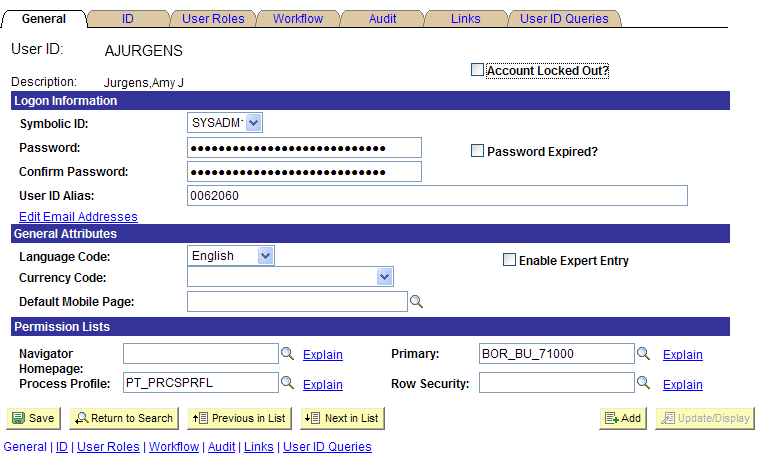 General ID User Roles Workflow Audit Links User ID Queries
User ID: AJURGENS
Account Locked Out?
Description: Jurgens,Amy J
Logon Information
Symbolic ID: SYSADM1
Password: ••••••••••••••••••••••••••••
Password Expired?
Confirm Password: ••••••••••••••••••••••••••••
User ID Alias: 0062060
Edit Email Addresses
General Attributes
Language Code: English
Enable Expert Entry
Currency Code:
Default Mobile Page:
Permission Lists
Navigator Homepage: Explain Primary: BOR_BU_71000 Explain
Process Profile: PT_PRCSPRFL Explain Row Security: Explain
Save Return to Search Previous in List Next in List Add Update/Display
General | ID | User Roles | Workflow | Audit | Links | User ID Queries